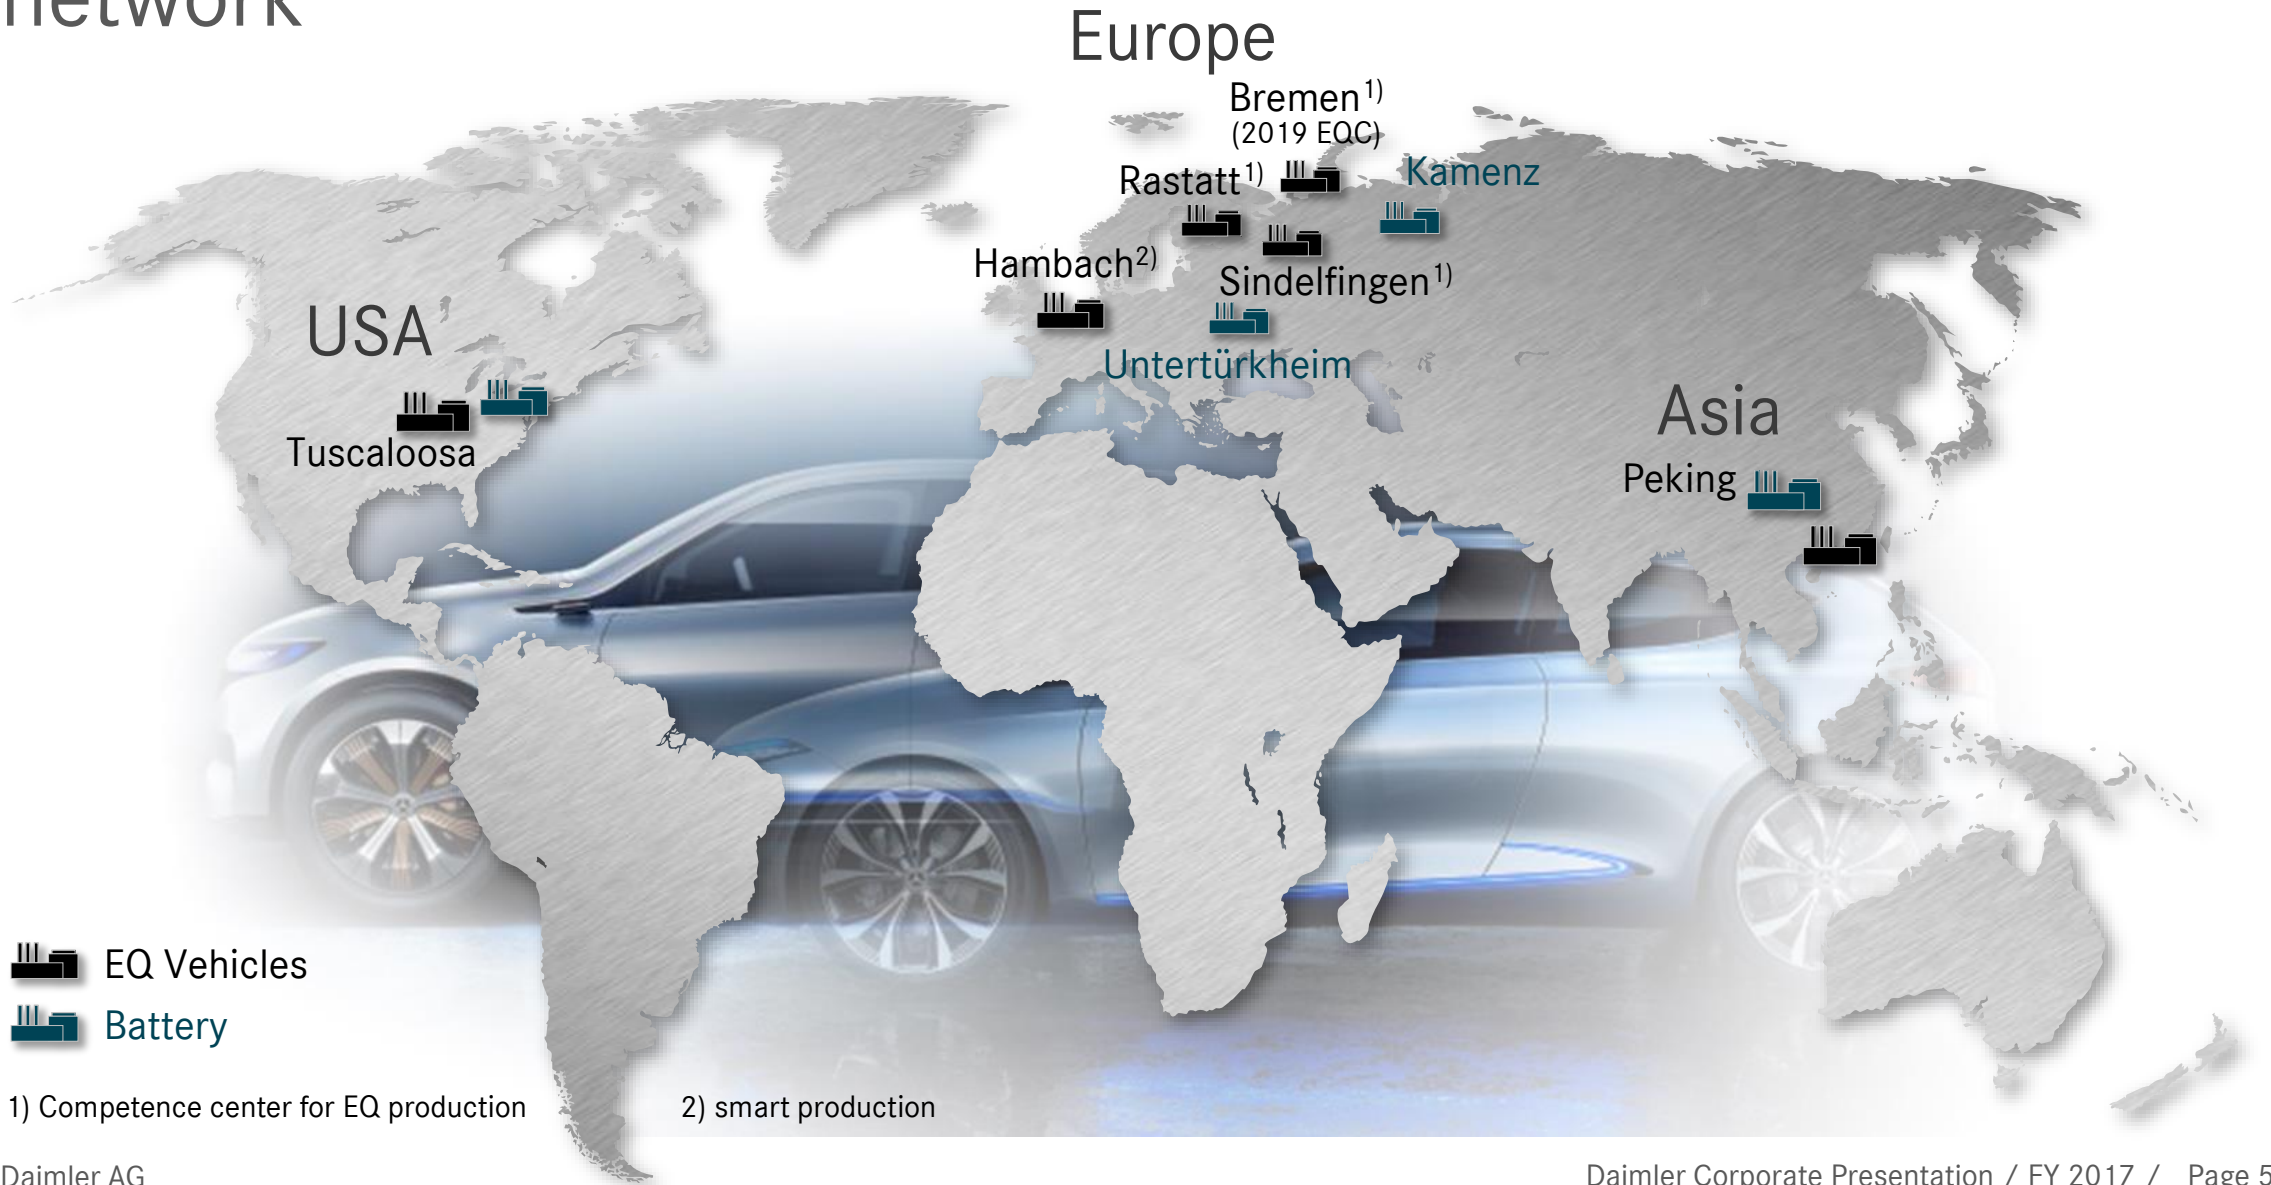 network
Europe
Bremen1)
(2019 EQC)
Rastatt1)
Kamenz
Hambach2)
Sindelfingen1)
USA
Untertürkheim
Asia
Tuscaloosa
Peking
EQ Vehicles
Battery
1) Competence center for EQ production
2) smart production
Daimler AG
Daimler Corporate Presentation / FY 2017 / Page 5